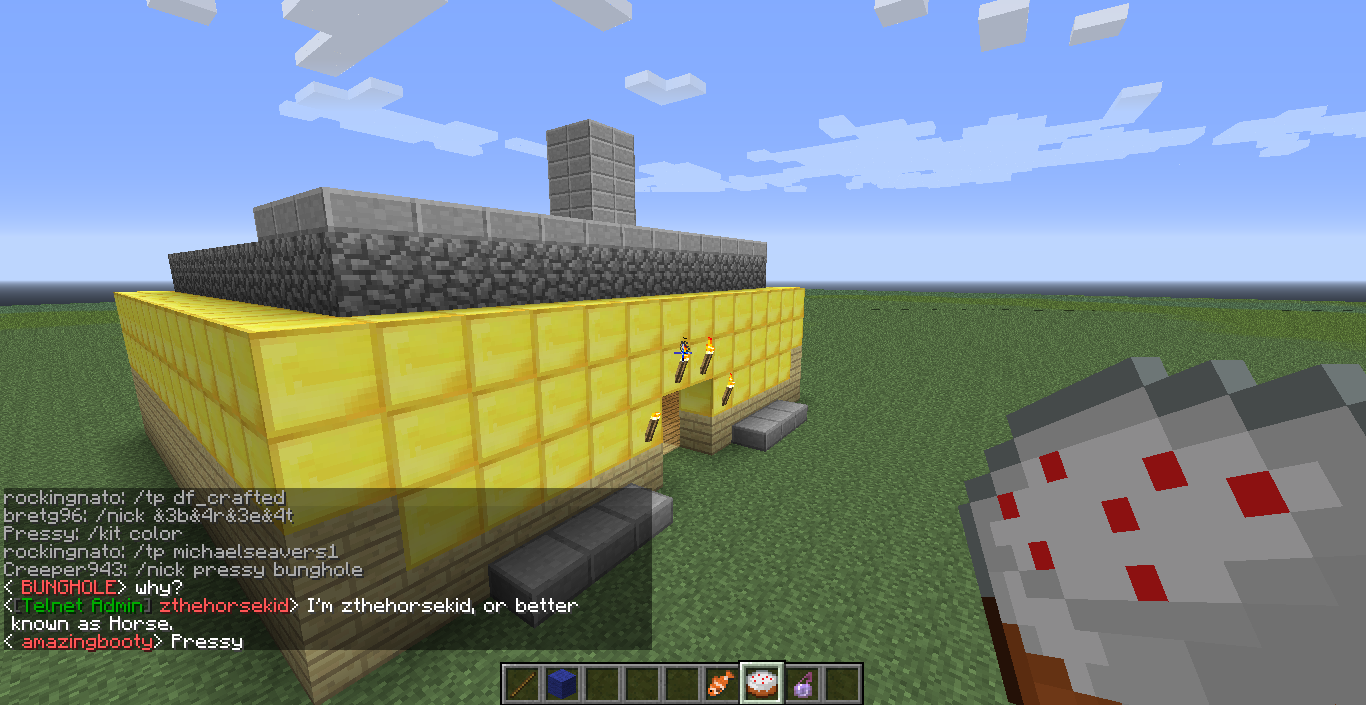 rockingnato: /tp df_crafted
bretg96: /nick &3b&4r&3e&4t
Pressy: /kit color
rockingnato: /tp michaelseavers1
Creeper943: /nick pressy bunghole
< BUNGHOLE> why?
<[Telnet Admin] zthehorsekid> I'm zthehorsekid, or better
known as Horse.
< amazingbooty> Pressy